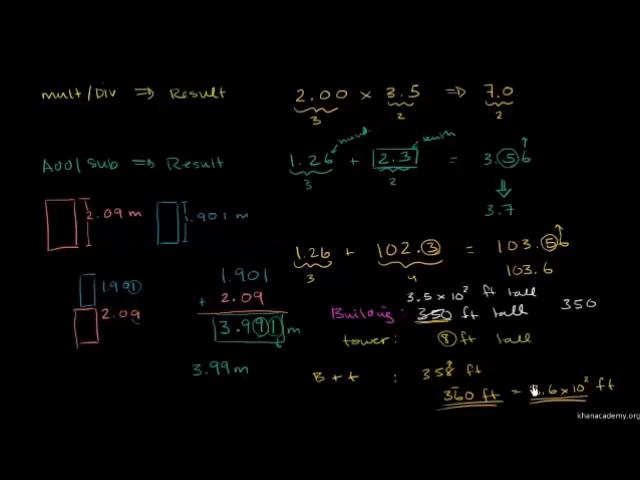 mult/Div ⇒ Result 2.00 × 3.5 ⇒ 7.0
3 2 2
Add/Sub ⇒ Result 1.26 + 2.3 = 3.56
3 2
3.7
2.09 m 1.901 m
1.26 + 102.3 = 103.56
3 4 103.6
1.901 1.901
2.09 + 2.09
3.991 m
3.99 m
3.5 × 10² ft tall
Building: 350 ft tall 350
tower: 8 ft tall
B + t : 358 ft
360 ft = .6 × 10² ft
khanacademy.org